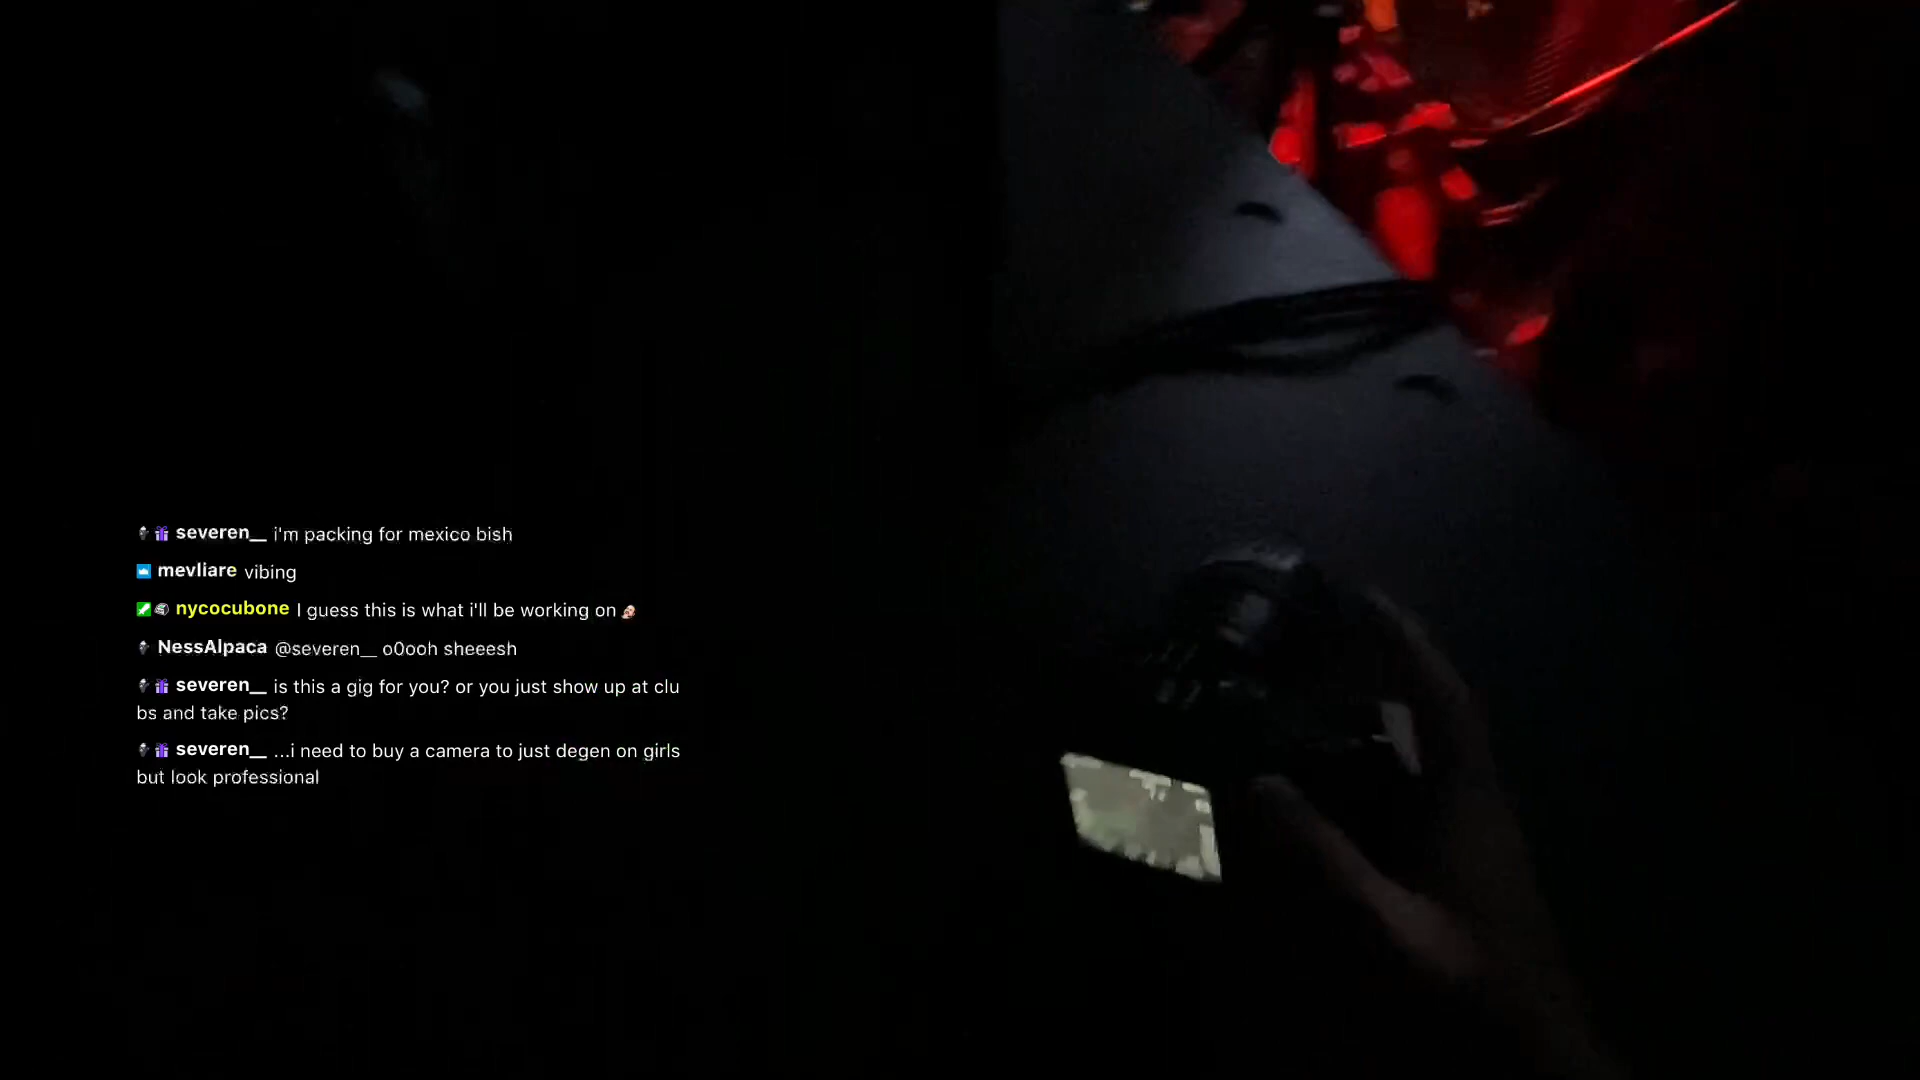 severen__ i'm packing for mexico bish
mevliare vibing
nycocubone I guess this is what i'll be working on
NessAlpaca @severen__ o0ooh sheeesh
severen__ is this a gig for you? or you just show up at clu
bs and take pics?
severen__ ...i need to buy a camera to just degen on girls
but look professional